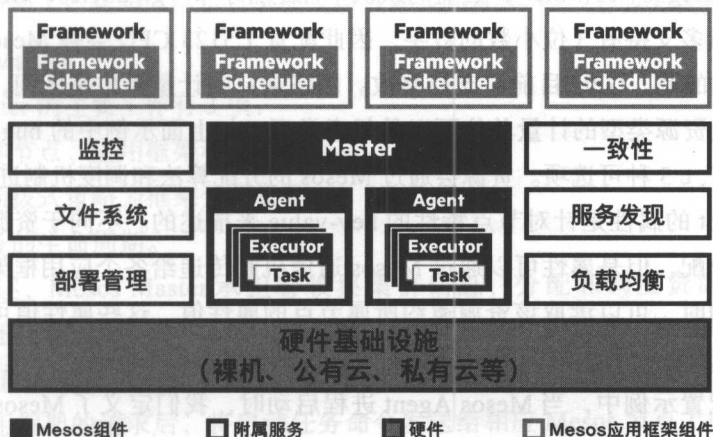 Framework Framework Framework Framework
Framework Scheduler Framework Scheduler Framework Scheduler Framework Scheduler
监控 Master 一致性
文件系统 Agent Agent 服务发现
Executor Executor
部署管理 Task Task 负载均衡
硬件基础设施
(裸机、公有云、私有云等)
Mesos组件 附属服务 硬件 Mesos应用框架组件